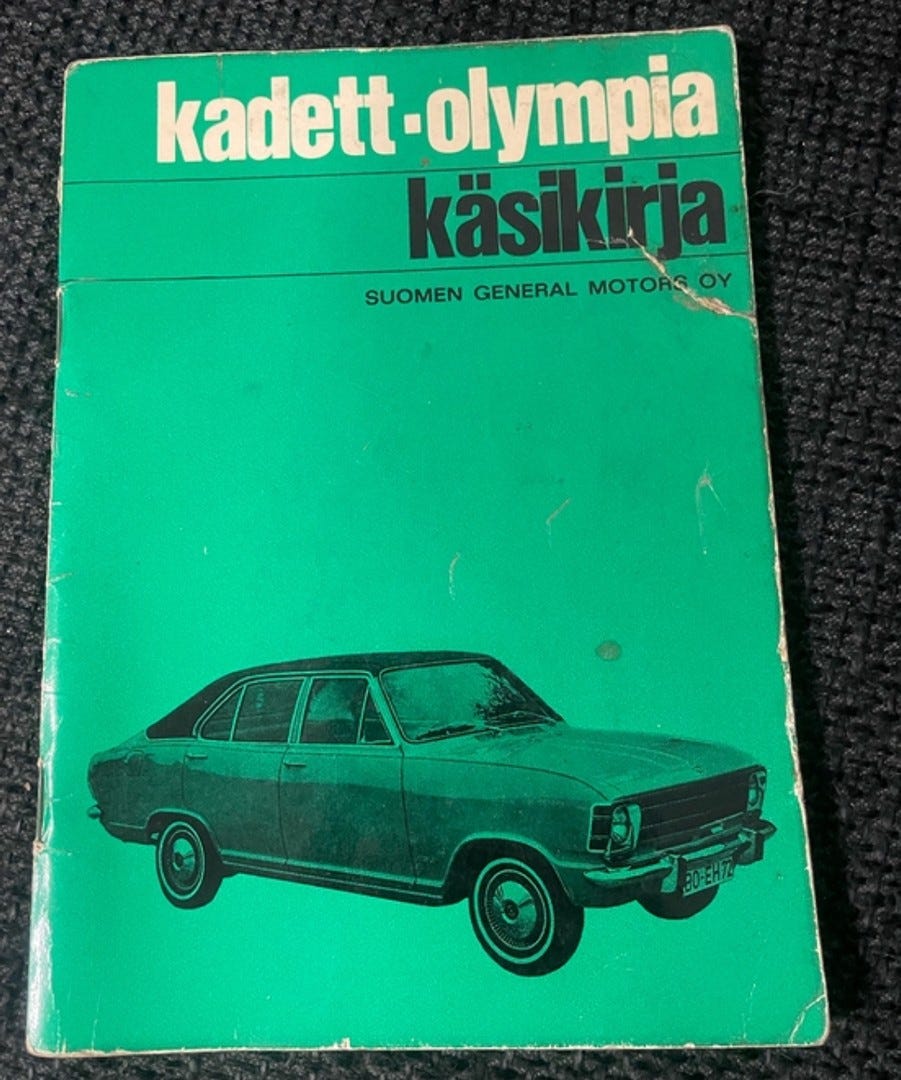 kadett·olympia
käsikirja
SUOMEN GENERAL MOTORS OY
BO-EH72